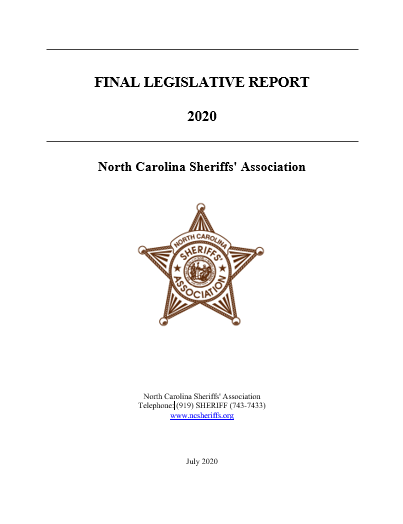 FINAL LEGISLATIVE REPORT
2020
North Carolina Sheriffs' Association
NORTH CAROLINA
SHERIFFS'
ASSOCIATION
North Carolina Sheriffs' Association
Telephone: (919) SHERIFF (743-7433)
www.ncsheriffs.org
July 2020